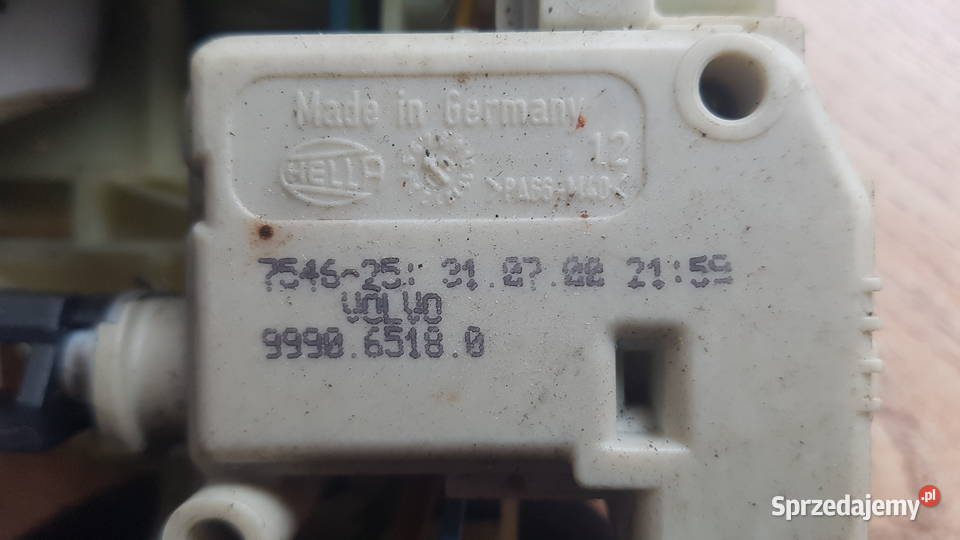 Made in Germany
HELLA
12
>PA66-M40<
7546-25: 31.07.00 21:59
VOLVO
9990.6518.0
Sprzedajemy.pl